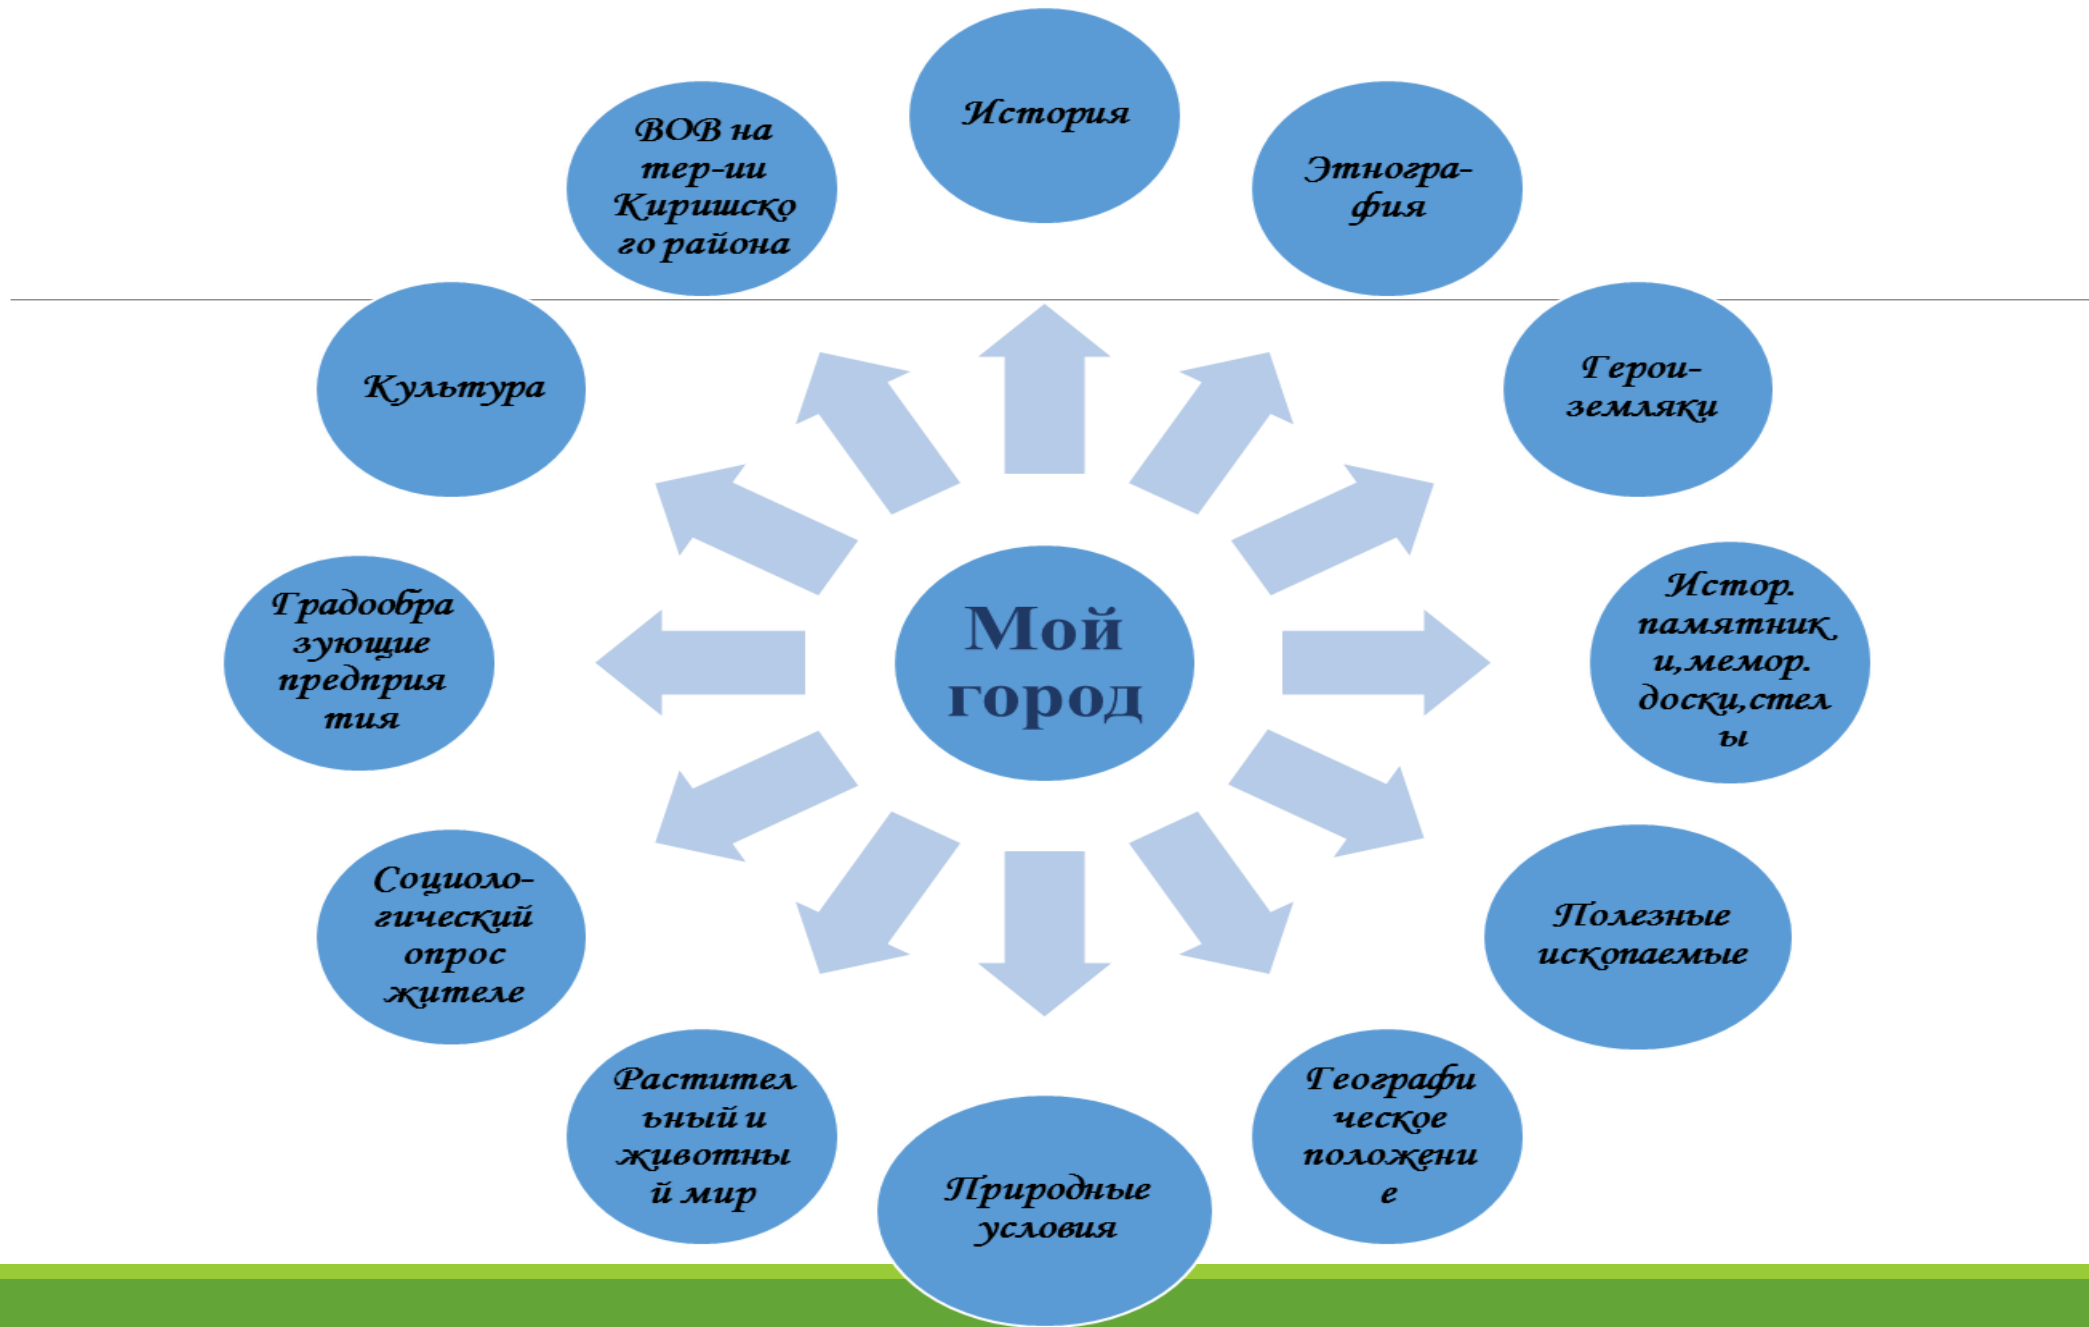 История
ВОВ на
тер-ии
Киришско
го района
Этногра-
фия
Культура
Герои-
земляки
Градообра
зующие
предприя
тия
Мой
город
Истор.
памятник
и,мемор.
доски,стел
ы
Социоло-
гический
опрос
жителе
Полезные
ископаемые
Растител
ьный и
животны
й мир
Природные
условия
Географи
ческое
положени
е